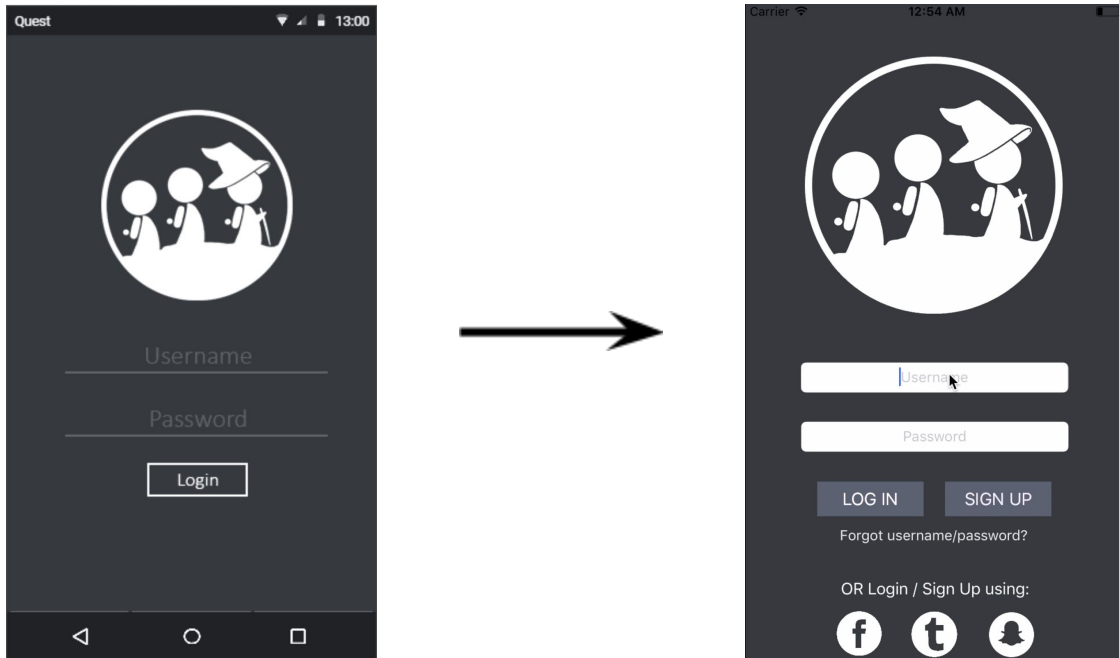 Quest 13:00
Username
Password
Login
Carrier 12:54 AM
Username
Password
LOG IN SIGN UP
Forgot username/password?
OR Login / Sign Up using:
f t